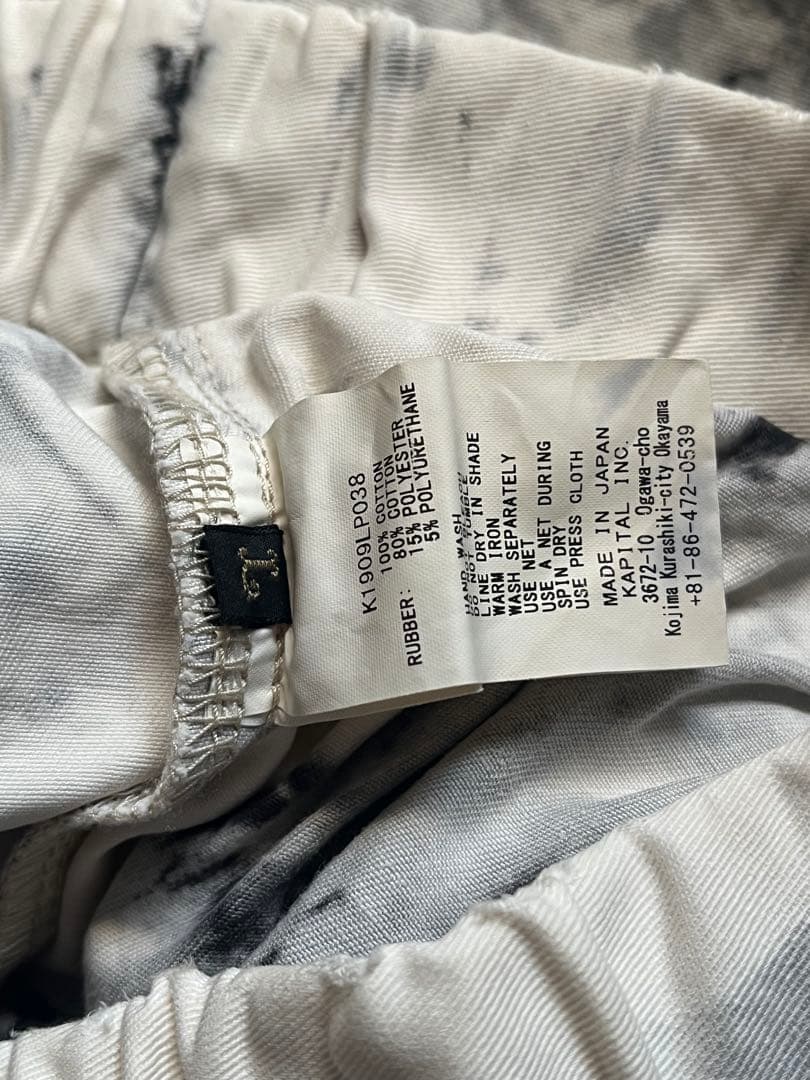 L
K1909LP038
100% COTTON
80% COTTON
RUBBER: 15% POLYESTER
5% POLYURETHANE
HAND WASH
DO NOT TUMBLE
LINE DRY IN SHADE
WARM IRON
WASH SEPARATELY
USE NET
USE A NET DURING
SPIN DRY
USE PRESS CLOTH
MADE IN JAPAN
KAPITAL INC.
3672-10 Ogawa-cho
Kojima Kurashiki-city Okayama
+81-86-472-0539